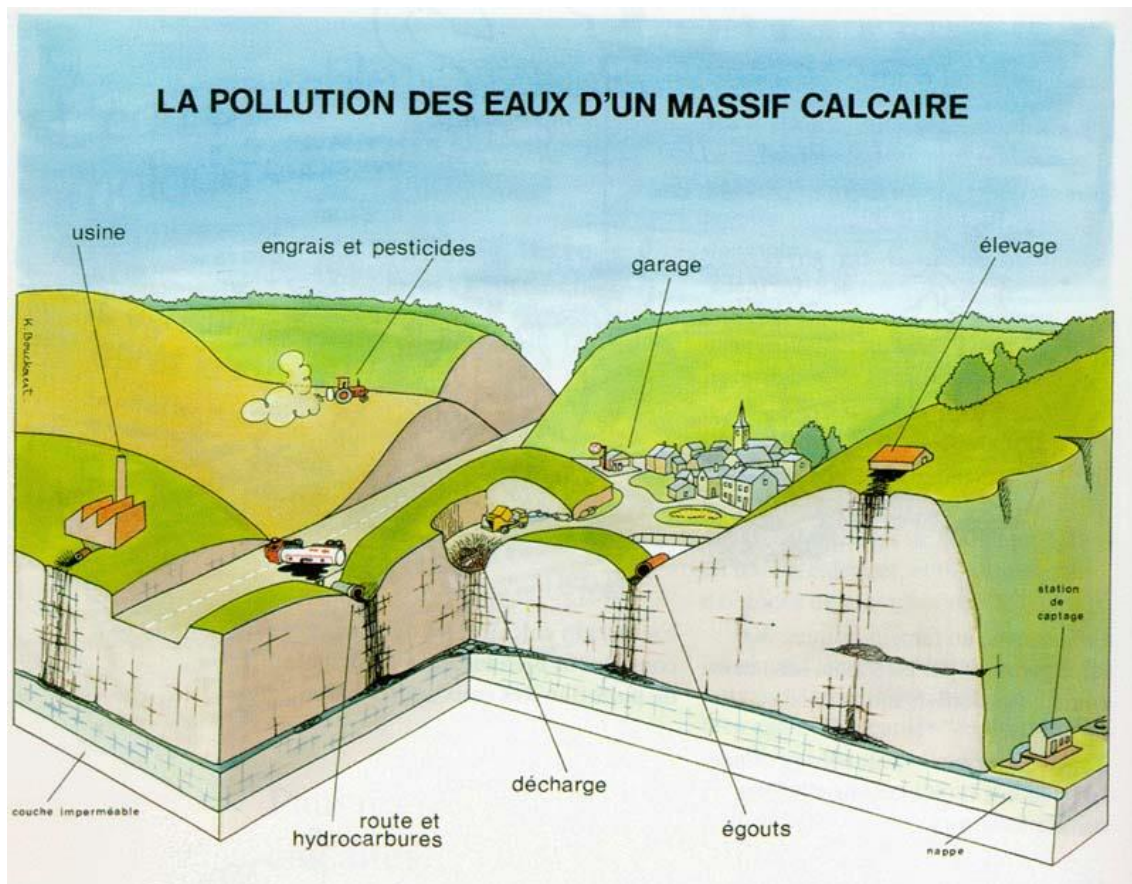 LA POLLUTION DES EAUX D'UN MASSIF CALCAIRE
usine
engrais et pesticides
garage
élevage
K. Bouckaert
station
de
captage
décharge
couche imperméable
route et
hydrocarbures
égouts
nappe